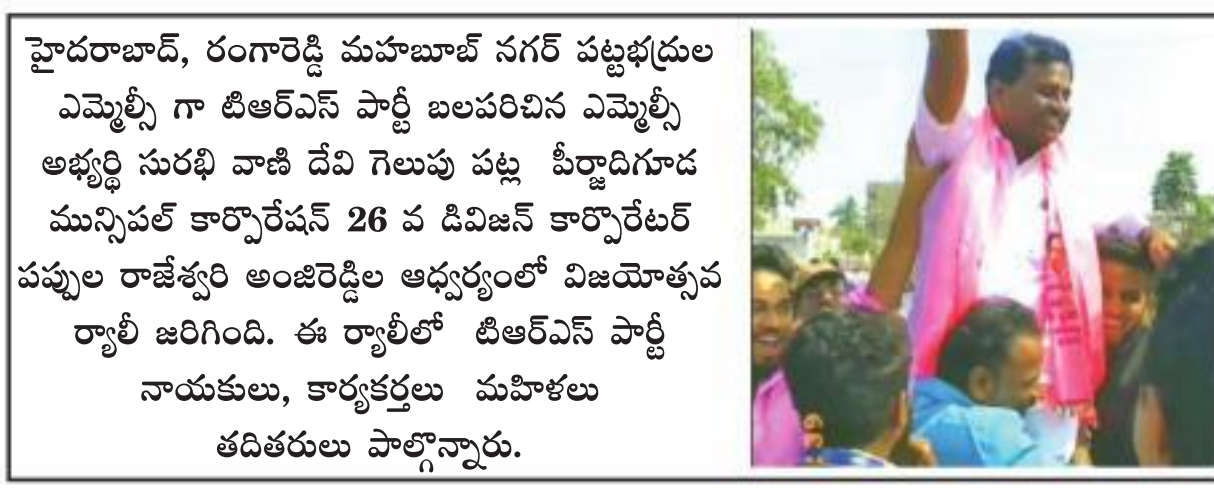 హైదరాబాద్, రంగారెడ్డి మహబూబ్ నగర్ పట్టభద్రుల
ఎమ్మెల్సీ గా టిఆర్ఎస్ పార్టీ బలపరిచిన ఎమ్మెల్సీ
అభ్యర్థి సురభి వాణి దేవి గెలుపు పట్ల పీర్జాదిగూడ
మున్సిపల్ కార్పొరేషన్ 26 వ డివిజన్ కార్పొరేటర్
పప్పుల రాజేశ్వరి అంజిరెడ్డిల ఆధ్వర్యంలో విజయోత్సవ
ర్యాలీ జరిగింది. ఈ ర్యాలీలో టిఆర్ఎస్ పార్టీ
నాయకులు, కార్యకర్తలు మహిళలు
తదితరులు పాల్గొన్నారు.